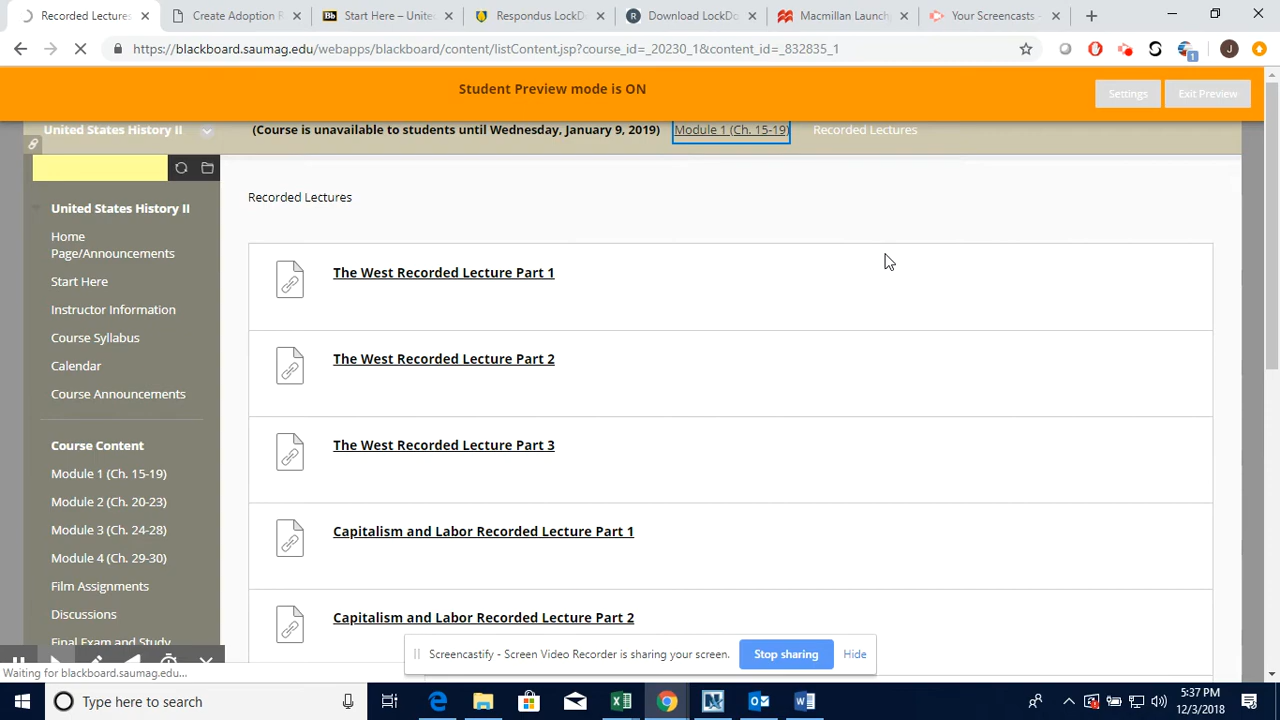 Recorded Lectures
Create Adoption R
Start Here – Unite
Respondus LockD
Download LockDo
Macmillan Launch
Your Screencasts –
https://blackboard.saumag.edu/webapps/blackboard/content/listContent.jsp?course_id=_20230_1&content_id=_832835_1
Student Preview mode is ON
Settings
Exit Preview
United States History II
(Course is unavailable to students until Wednesday, January 9, 2019)
Module 1 (Ch. 15-19)
Recorded Lectures
United States History II
Home
Page/Announcements
Start Here
Instructor Information
Course Syllabus
Calendar
Course Announcements
Course Content
Module 1 (Ch. 15-19)
Module 2 (Ch. 20-23)
Module 3 (Ch. 24-28)
Module 4 (Ch. 29-30)
Film Assignments
Discussions
Final Exam and Study
Recorded Lectures
The West Recorded Lecture Part 1
The West Recorded Lecture Part 2
The West Recorded Lecture Part 3
Capitalism and Labor Recorded Lecture Part 1
Capitalism and Labor Recorded Lecture Part 2
Screencastify - Screen Video Recorder is sharing your screen.
Stop sharing
Hide
Waiting for blackboard.saumag.edu...
Type here to search
5:37 PM
12/3/2018